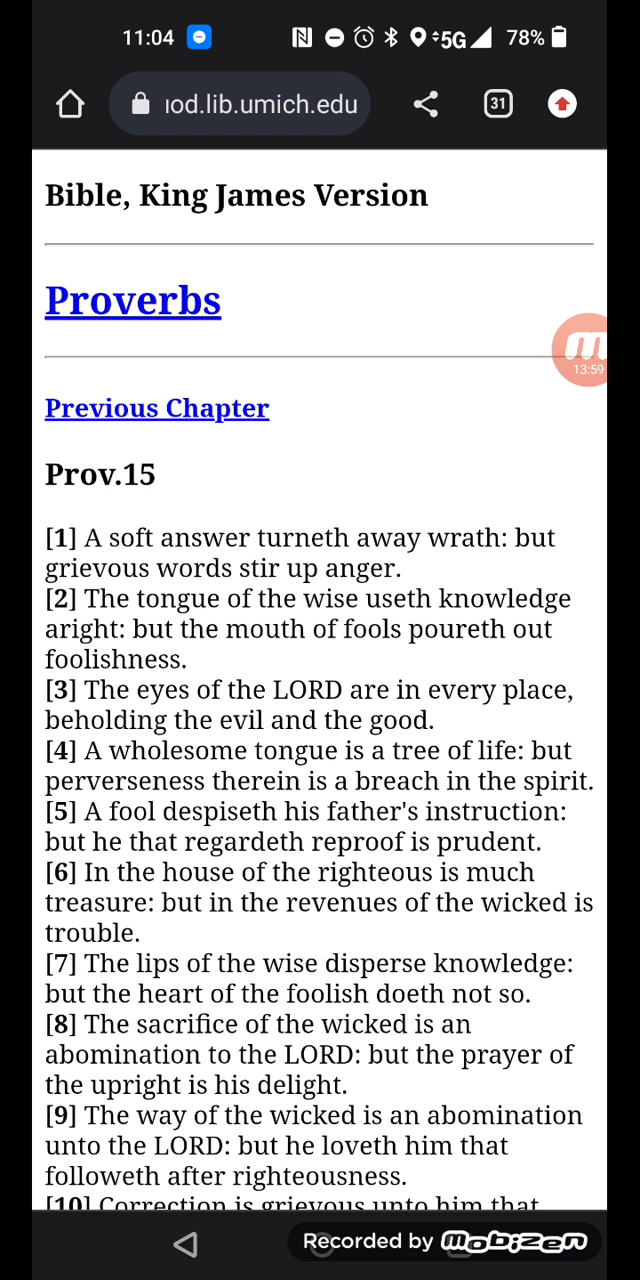 11:04 5G 78%
ıod.lib.umich.edu 31
Bible, King James Version
Proverbs
13:59
Previous Chapter
Prov.15
[1] A soft answer turneth away wrath: but
grievous words stir up anger.
[2] The tongue of the wise useth knowledge
aright: but the mouth of fools poureth out
foolishness.
[3] The eyes of the LORD are in every place,
beholding the evil and the good.
[4] A wholesome tongue is a tree of life: but
perverseness therein is a breach in the spirit.
[5] A fool despiseth his father's instruction:
but he that regardeth reproof is prudent.
[6] In the house of the righteous is much
treasure: but in the revenues of the wicked is
trouble.
[7] The lips of the wise disperse knowledge:
but the heart of the foolish doeth not so.
[8] The sacrifice of the wicked is an
abomination to the LORD: but the prayer of
the upright is his delight.
[9] The way of the wicked is an abomination
unto the LORD: but he loveth him that
followeth after righteousness.
[10] Correction is grievous unto him that
Recorded by Mobizen